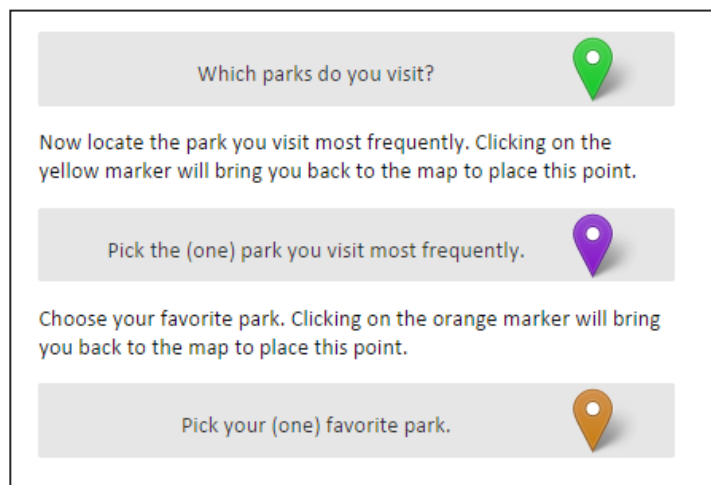 Which parks do you visit?
Now locate the park you visit most frequently. Clicking on the
yellow marker will bring you back to the map to place this point.
Pick the (one) park you visit most frequently.
Choose your favorite park. Clicking on the orange marker will bring
you back to the map to place this point.
Pick your (one) favorite park.